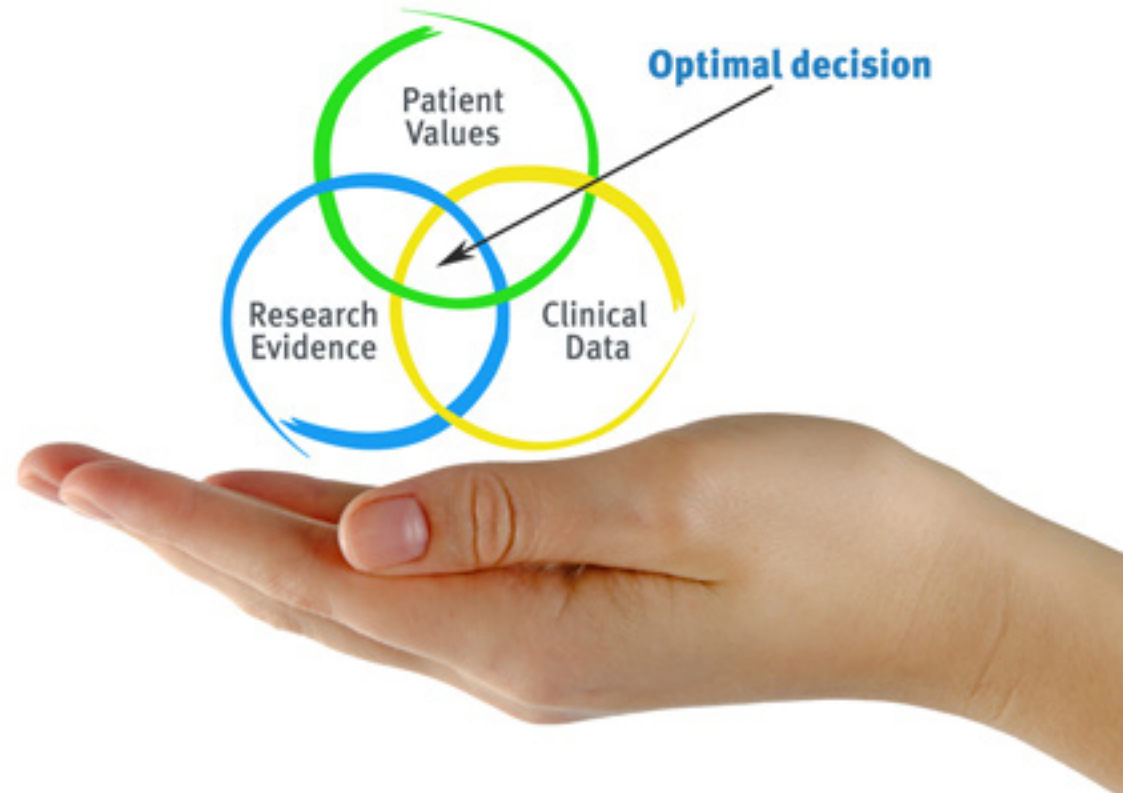 Optimal decision
Patient
Values
Research
Evidence
Clinical
Data